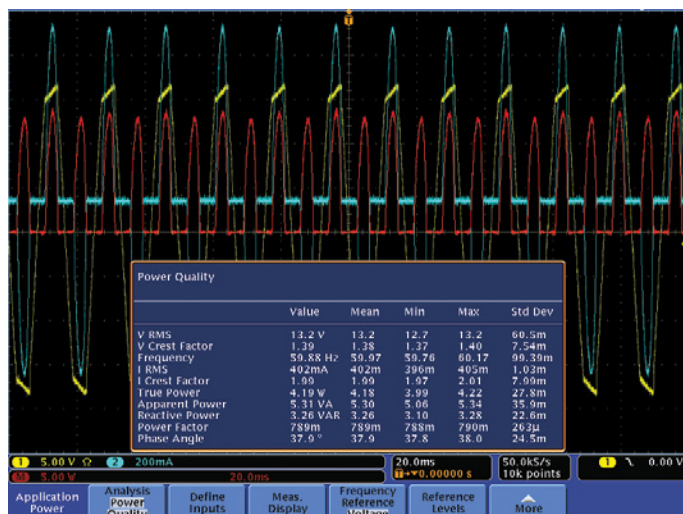 T
Power Quality
Value Mean Min Max Std Dev
V RMS 13.2 V 13.2 12.7 13.2 60.5m
V Crest Factor 1.39 1.38 1.37 1.40 7.54m
Frequency 59.88 Hz 59.97 59.76 60.17 99.39m
I RMS 402mA 402m 396m 405m 1.03m
I Crest Factor 1.99 1.99 1.97 2.01 7.99m
True Power 4.19 W 4.18 3.99 4.22 27.8m
Apparent Power 5.31 VA 5.30 5.06 5.34 35.9m
Reactive Power 3.26 VAR 3.26 3.10 3.28 22.6m
Power Factor 789m 789m 788m 790m 263µ
Phase Angle 37.9 ° 37.9 37.8 38.0 24.5m
1 5.00 V Ω 2 200mA 20.0ms 50.0kS/s 1 0.00 V
M 5.00 W 20.0ms T→▼0.00000 s 10k points
Application Power
Analysis Power Quality
Define Inputs
Meas. Display
Frequency Reference Voltage
Reference Levels
More